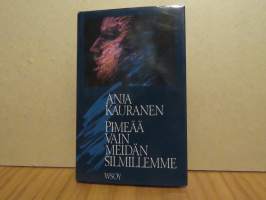 ANJA
KAURANEN
PIMEÄÄ
VAIN
MEIDÄN
SILMILLEMME
WSOY